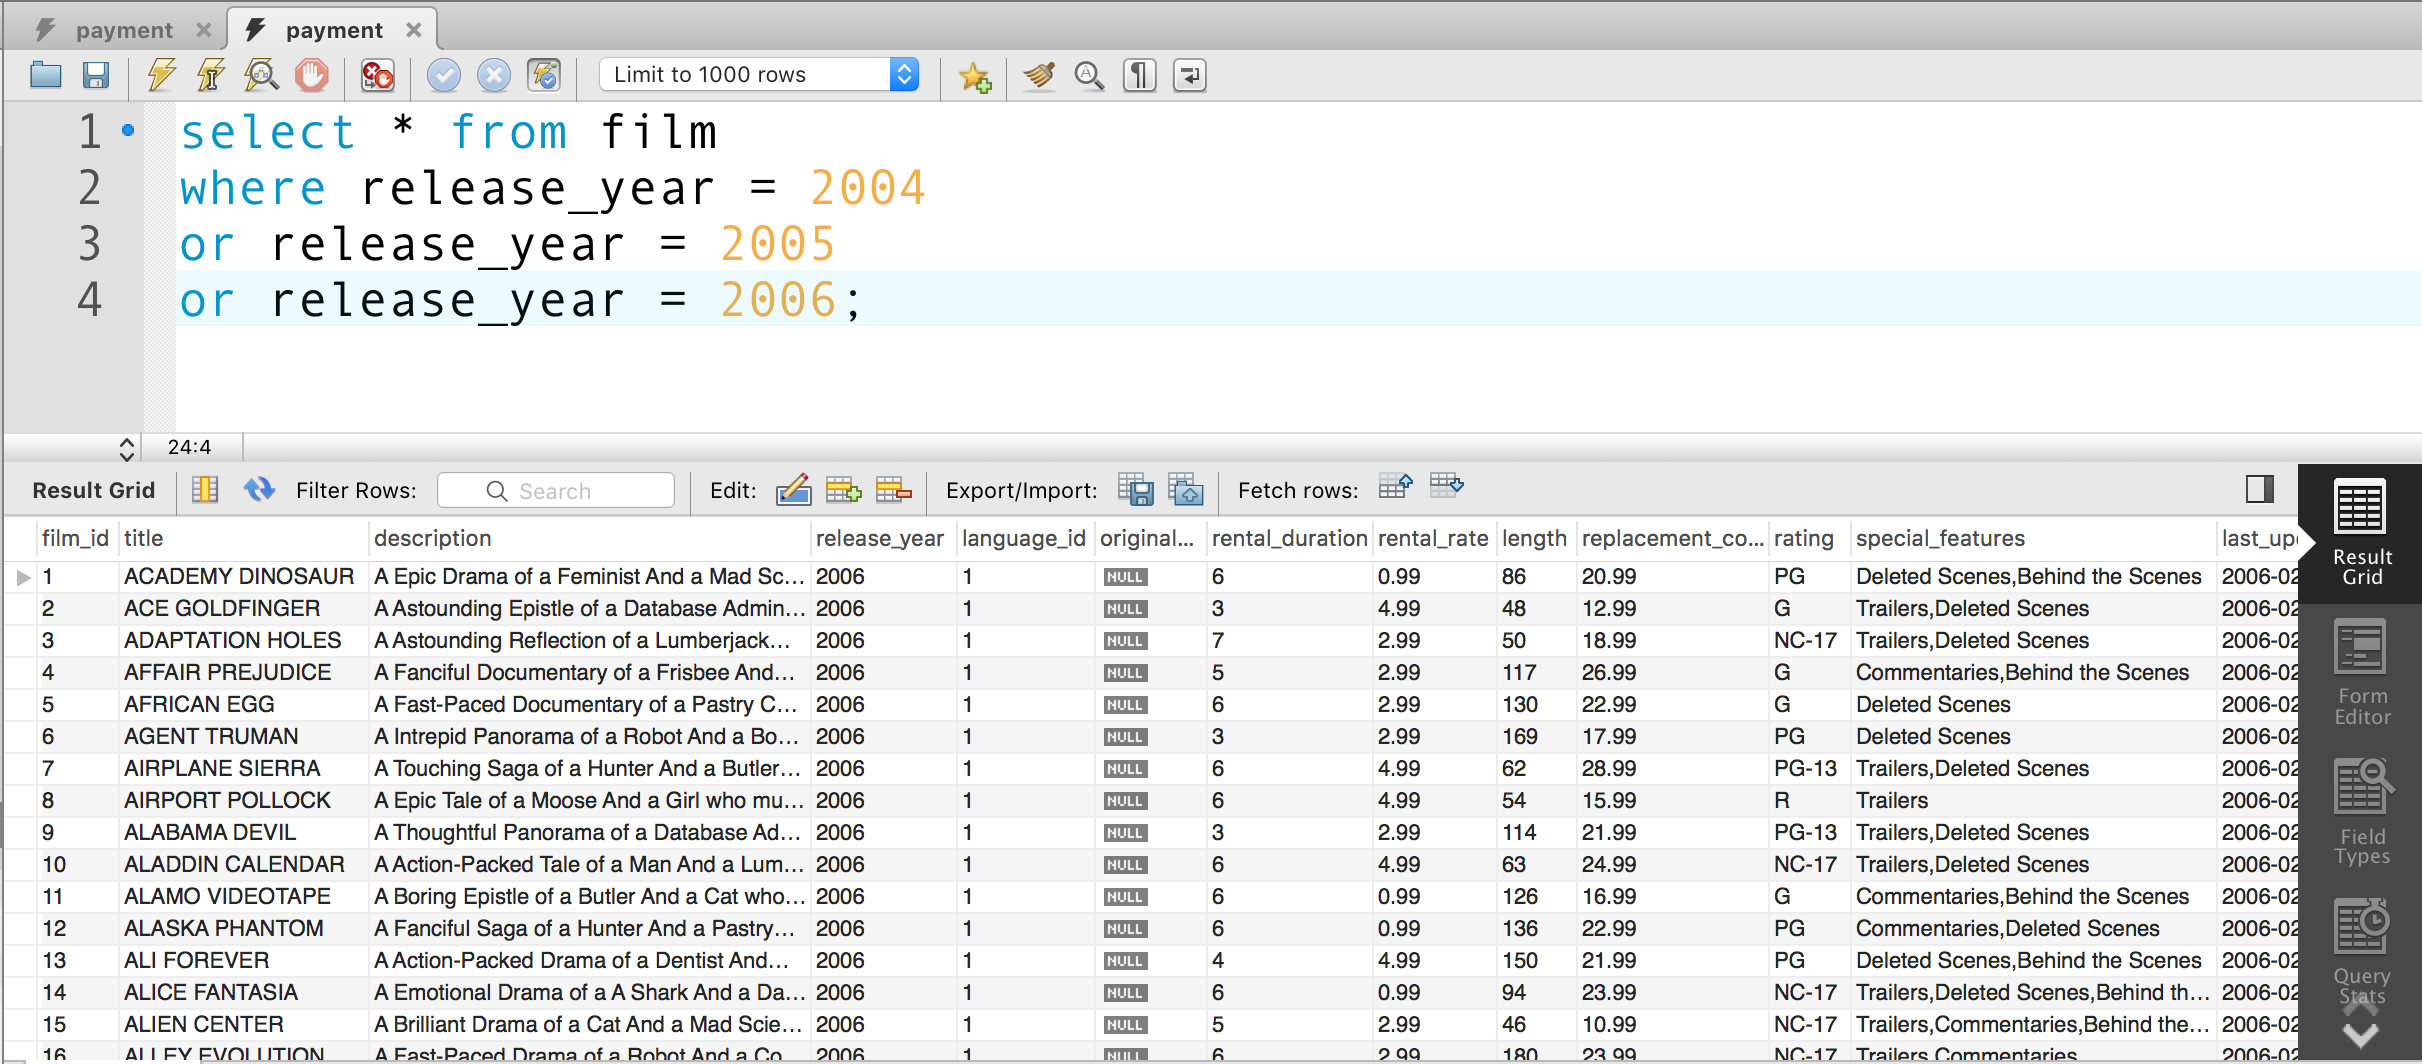 payment
payment
Limit to 1000 rows
1 select * from film
2 where release_year = 2004
3 or release_year = 2005
4 or release_year = 2006;
24:4
Result Grid Filter Rows: Search Edit: Export/Import: Fetch rows:
film_id title description release_year language_id original... rental_duration rental_rate length replacement_co... rating special_features last_up
1 ACADEMY DINOSAUR A Epic Drama of a Feminist And a Mad Sc... 2006 1 NULL 6 0.99 86 20.99 PG Deleted Scenes,Behind the Scenes 2006-02
2 ACE GOLDFINGER A Astounding Epistle of a Database Admin... 2006 1 NULL 3 4.99 48 12.99 G Trailers,Deleted Scenes 2006-02
3 ADAPTATION HOLES A Astounding Reflection of a Lumberjack... 2006 1 NULL 7 2.99 50 18.99 NC-17 Trailers,Deleted Scenes 2006-02
4 AFFAIR PREJUDICE A Fanciful Documentary of a Frisbee And... 2006 1 NULL 5 2.99 117 26.99 G Commentaries,Behind the Scenes 2006-02
5 AFRICAN EGG A Fast-Paced Documentary of a Pastry C... 2006 1 NULL 6 2.99 130 22.99 G Deleted Scenes 2006-02
6 AGENT TRUMAN A Intrepid Panorama of a Robot And a Bo... 2006 1 NULL 3 2.99 169 17.99 PG Deleted Scenes 2006-02
7 AIRPLANE SIERRA A Touching Saga of a Hunter And a Butler... 2006 1 NULL 6 4.99 62 28.99 PG-13 Trailers,Deleted Scenes 2006-02
8 AIRPORT POLLOCK A Epic Tale of a Moose And a Girl who mu... 2006 1 NULL 6 4.99 54 15.99 R Trailers 2006-02
9 ALABAMA DEVIL A Thoughtful Panorama of a Database Ad... 2006 1 NULL 3 2.99 114 21.99 PG-13 Trailers,Deleted Scenes 2006-02
10 ALADDIN CALENDAR A Action-Packed Tale of a Man And a Lum... 2006 1 NULL 6 4.99 63 24.99 NC-17 Trailers,Deleted Scenes 2006-02
11 ALAMO VIDEOTAPE A Boring Epistle of a Butler And a Cat who... 2006 1 NULL 6 0.99 126 16.99 G Commentaries,Behind the Scenes 2006-02
12 ALASKA PHANTOM A Fanciful Saga of a Hunter And a Pastry... 2006 1 NULL 6 0.99 136 22.99 PG Commentaries,Deleted Scenes 2006-02
13 ALI FOREVER A Action-Packed Drama of a Dentist And... 2006 1 NULL 4 4.99 150 21.99 PG Deleted Scenes,Behind the Scenes 2006-02
14 ALICE FANTASIA A Emotional Drama of a A Shark And a Da... 2006 1 NULL 6 0.99 94 23.99 NC-17 Trailers,Deleted Scenes,Behind th... 2006-02
15 ALIEN CENTER A Brilliant Drama of a Cat And a Mad Scie... 2006 1 NULL 5 2.99 46 10.99 NC-17 Trailers,Commentaries,Behind the... 2006-02
16 ALLEY EVOLUTION A Fast-Paced Drama of a Robot And a Co... 2006 1 NULL 6 2.99 180 23.99 NC-17 Trailers,Commentaries 2006-02
Result
Grid
Form
Editor
Field
Types
Query
Stats